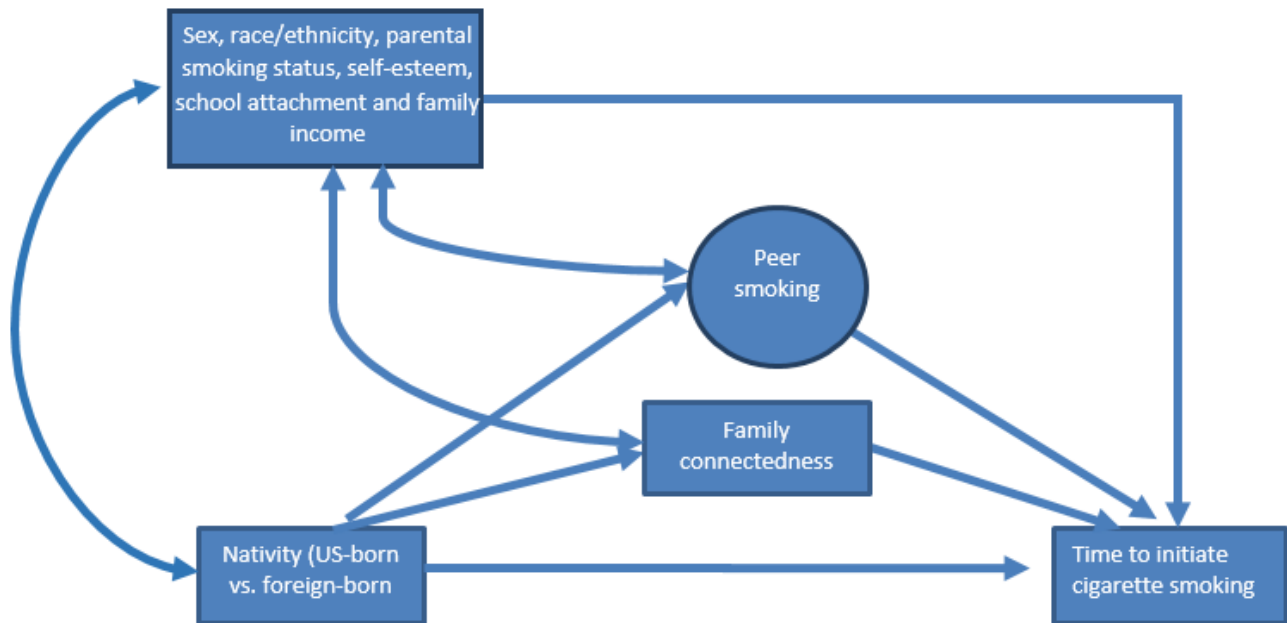 Sex, race/ethnicity, parental
smoking status, self-esteem,
school attachment and family
income
Peer
smoking
Family
connectedness
Nativity (US-born
vs. foreign-born
Time to initiate
cigarette smoking